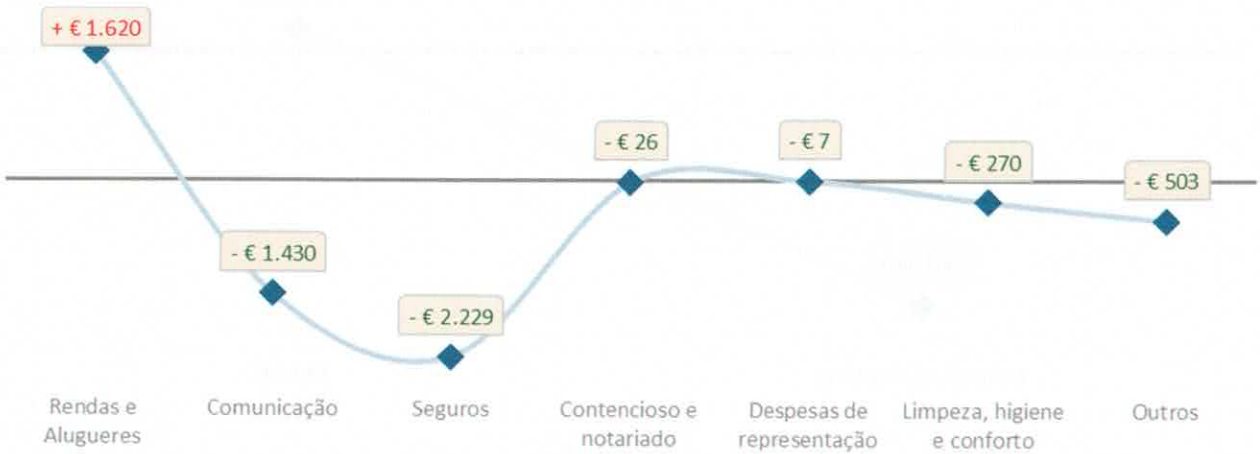 + € 1.620
- € 26
- € 7
- € 270
- € 503
- € 1.430
- € 2.229
Rendas e
Alugueres
Comunicação
Seguros
Contencioso e
notariado
Despesas de
representação
Limpeza, higiene
e conforto
Outros